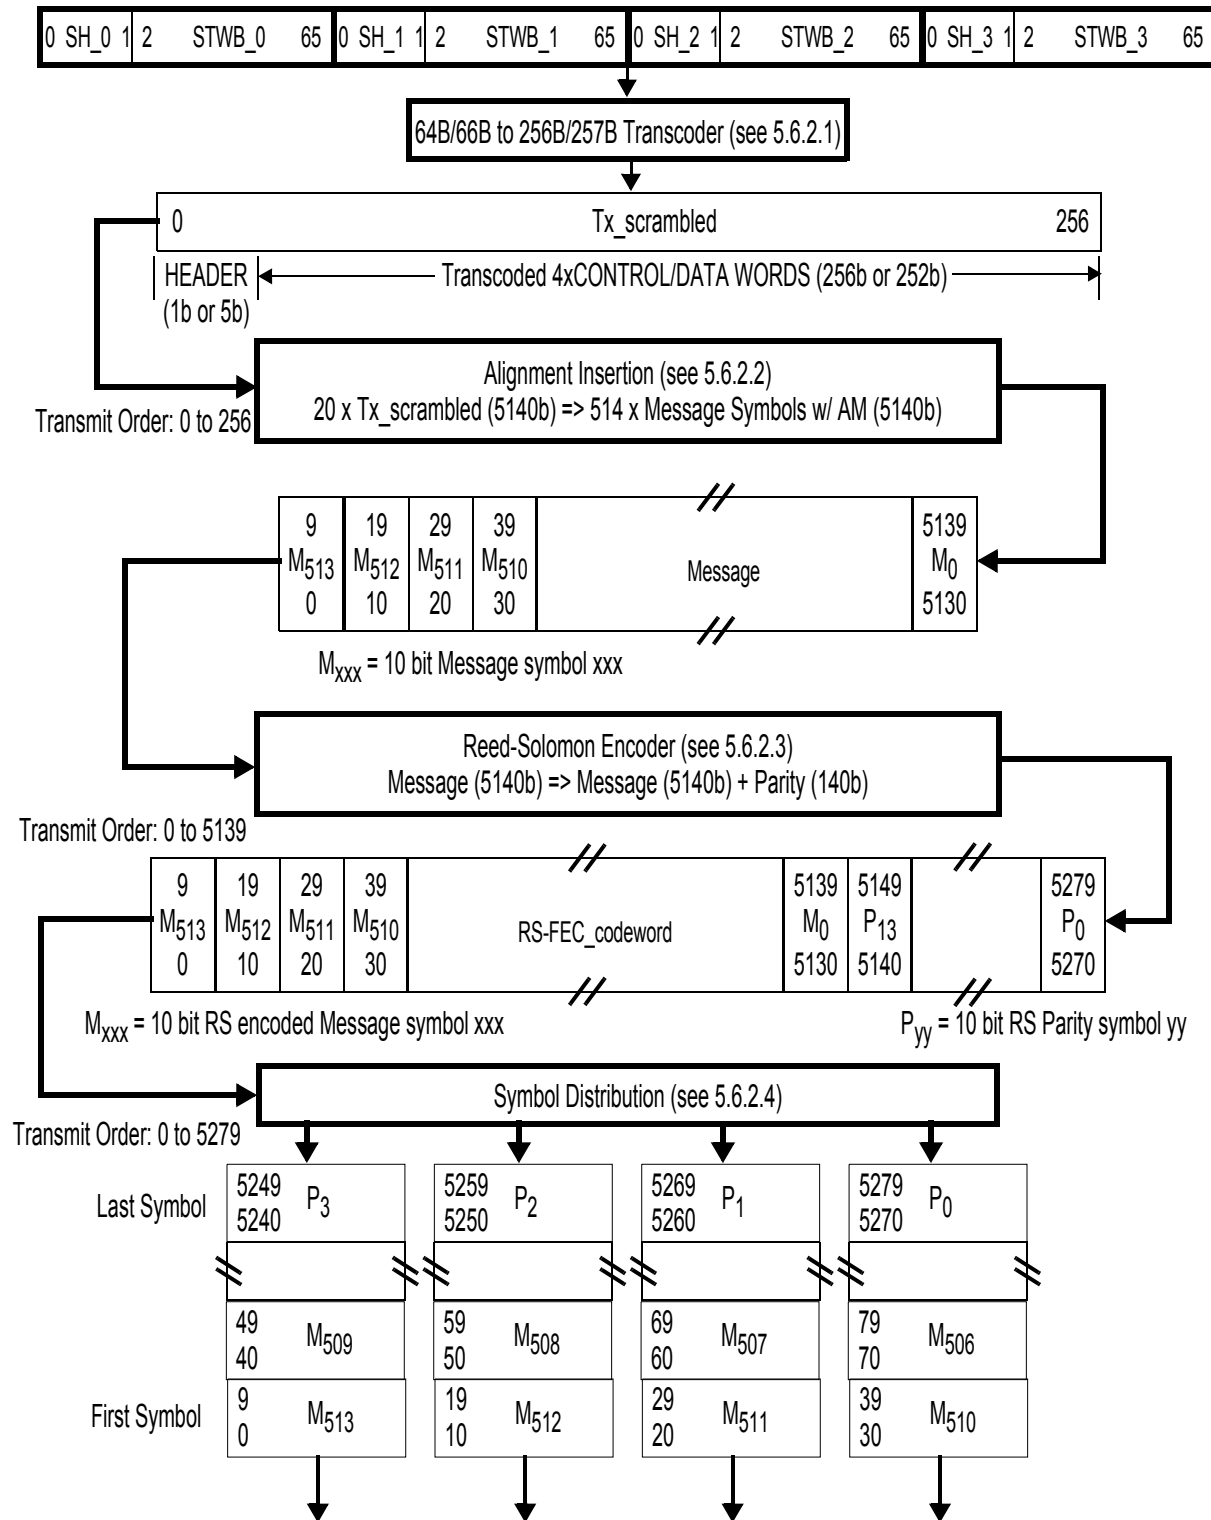 0 SH_0 1 2 STWB_0 65 0 SH_1 1 2 STWB_1 65 0 SH_2 1 2 STWB_2 65 0 SH_3 1 2 STWB_3 65
64B/66B to 256B/257B Transcoder (see 5.6.2.1)
0 Tx_scrambled 256
HEADER Transcoded 4xCONTROL/DATA WORDS (256b or 252b)
(1b or 5b)
Alignment Insertion (see 5.6.2.2)
20 x Tx_scrambled (5140b) => 514 x Message Symbols w/ AM (5140b)
Transmit Order: 0 to 256
9 19 29 39 5139
M513 M512 M511 M510 Message M0
0 10 20 30 5130
Mxxx = 10 bit Message symbol xxx
Reed-Solomon Encoder (see 5.6.2.3)
Message (5140b) => Message (5140b) + Parity (140b)
Transmit Order: 0 to 5139
9 19 29 39 5139 5149 5279
M513 M512 M511 M510 RS-FEC_codeword M0 P13 P0
0 10 20 30 5130 5140 5270
Mxxx = 10 bit RS encoded Message symbol xxx Pyy = 10 bit RS Parity symbol yy
Symbol Distribution (see 5.6.2.4)
Transmit Order: 0 to 5279
5249 5259 5269 5279
Last Symbol P3 P2 P1 P0
5240 5250 5260 5270
49 59 69 79
M509 M508 M507 M506
40 50 60 70
9 19 29 39
First Symbol M513 M512 M511 M510
0 10 20 30